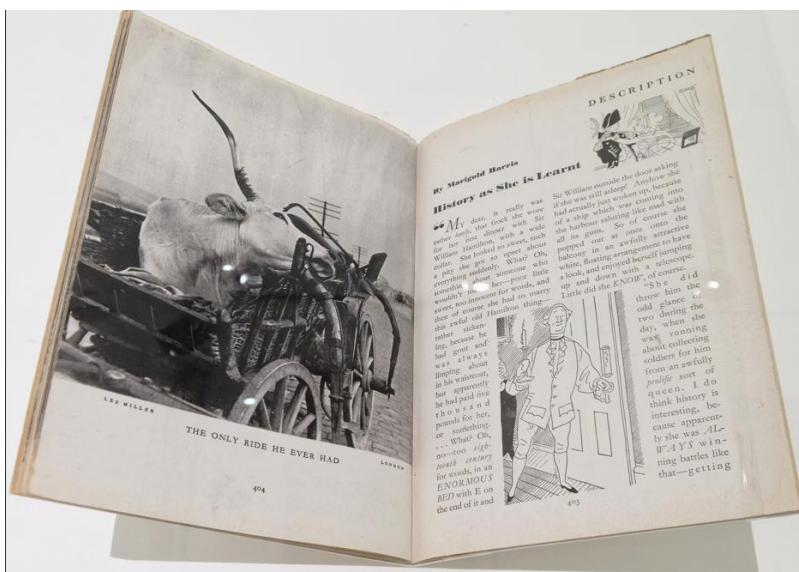 LEE MILLER
LONDON
THE ONLY RIDE HE EVER HAD
404
DESCRIPTION
By Marigold Harris
History as She is Learnt
“My dear, it really was
rather lovely, that frock she wore
for her first dinner with Sir
William Hamilton, with a wide
collar. She looked so sweet, such
a pity she got so upset about
everything suddenly. What? Oh,
something about someone who
wouldn't her—poor little
sweet, too innocent for words, and
then of course she had to marry
this awful old Hamilton thing—
rather sicken-
ing, because he
had gout and
was always
limping about
in his waistcoat,
but apparently
he had paid five
thousand
pounds for her,
or something.
... What? Oh,
no—too eigh-
teenth century
for words, in an
ENORMOUS
BED with E on
the end of it and
Sir William outside the door asking
if she was still asleep! Anyhow she
had actually just woken up, because
of a ship which was coming into
the harbour saluting like mad with
all its guns. So of course she
popped out at once onto the
balcony in an awfully attractive
white, floating arrangement to have
a look, and enjoyed herself jumping
up and down with a telescope.
Little did she KNOW, of course.
“She did
throw him the
odd glance or
two during the
day, when she
was running
about collecting
soldiers for him
from an awfully
prolific sort of
queen. I do
think history is
interesting, be-
cause apparent-
ly she was AL-
WAYS win-
ning battles like
that—getting
405